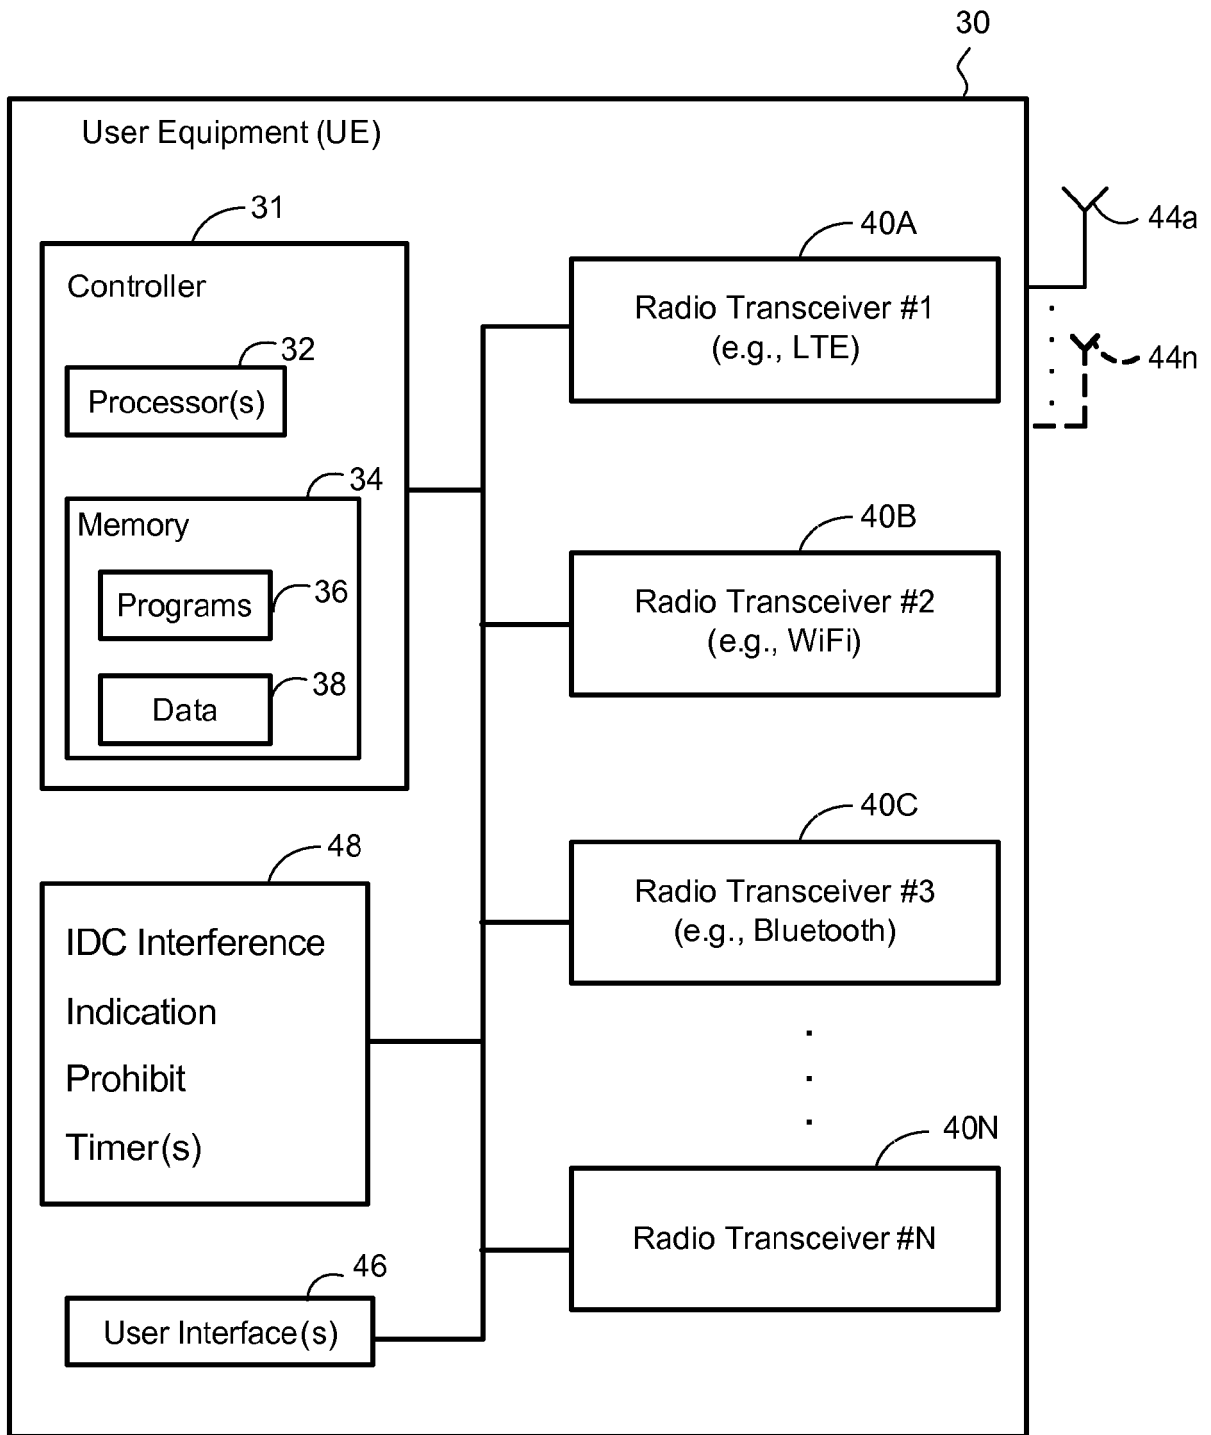 30
User Equipment (UE)
31
Controller
32
Processor(s)
34
Memory
Programs
36
Data
38
40A
Radio Transceiver #1
(e.g., LTE)
44a
44n
40B
Radio Transceiver #2
(e.g., WiFi)
40C
Radio Transceiver #3
(e.g., Bluetooth)
48
IDC Interference
Indication
Prohibit
Timer(s)
40N
Radio Transceiver #N
46
User Interface(s)